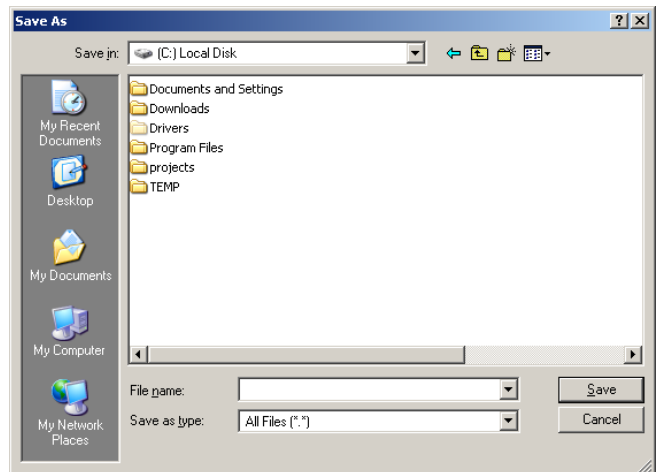 Save As
Save in:
(C:) Local Disk
My Recent
Documents
Desktop
My Documents
My Computer
My Network
Places
Documents and Settings
Downloads
Drivers
Program Files
projects
TEMP
File name:
Save
Save as type:
All Files (*.*)
Cancel